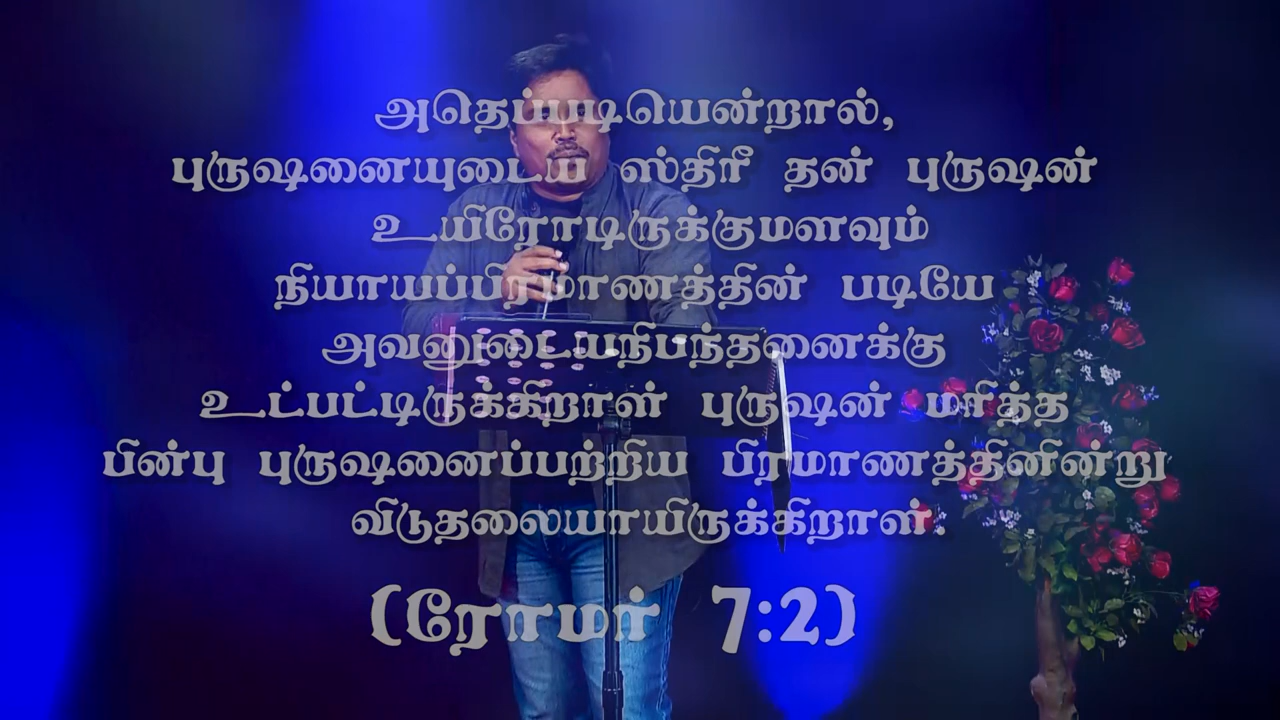 அதெப்படியென்றால்,
புருஷனையுடைய ஸ்திரீ தன் புருஷன்
உயிரோடிருக்குமளவும்
நியாயப்பிரமாணத்தின் படியே
அவனுடையநிபந்தனைக்கு
உட்பட்டிருக்கிறாள் புருஷன் மரித்த
பின்பு புருஷனைப்பற்றிய பிரமாணத்தினின்று
விடுதலையாயிருக்கிறாள்.
(ரோமர் 7:2)